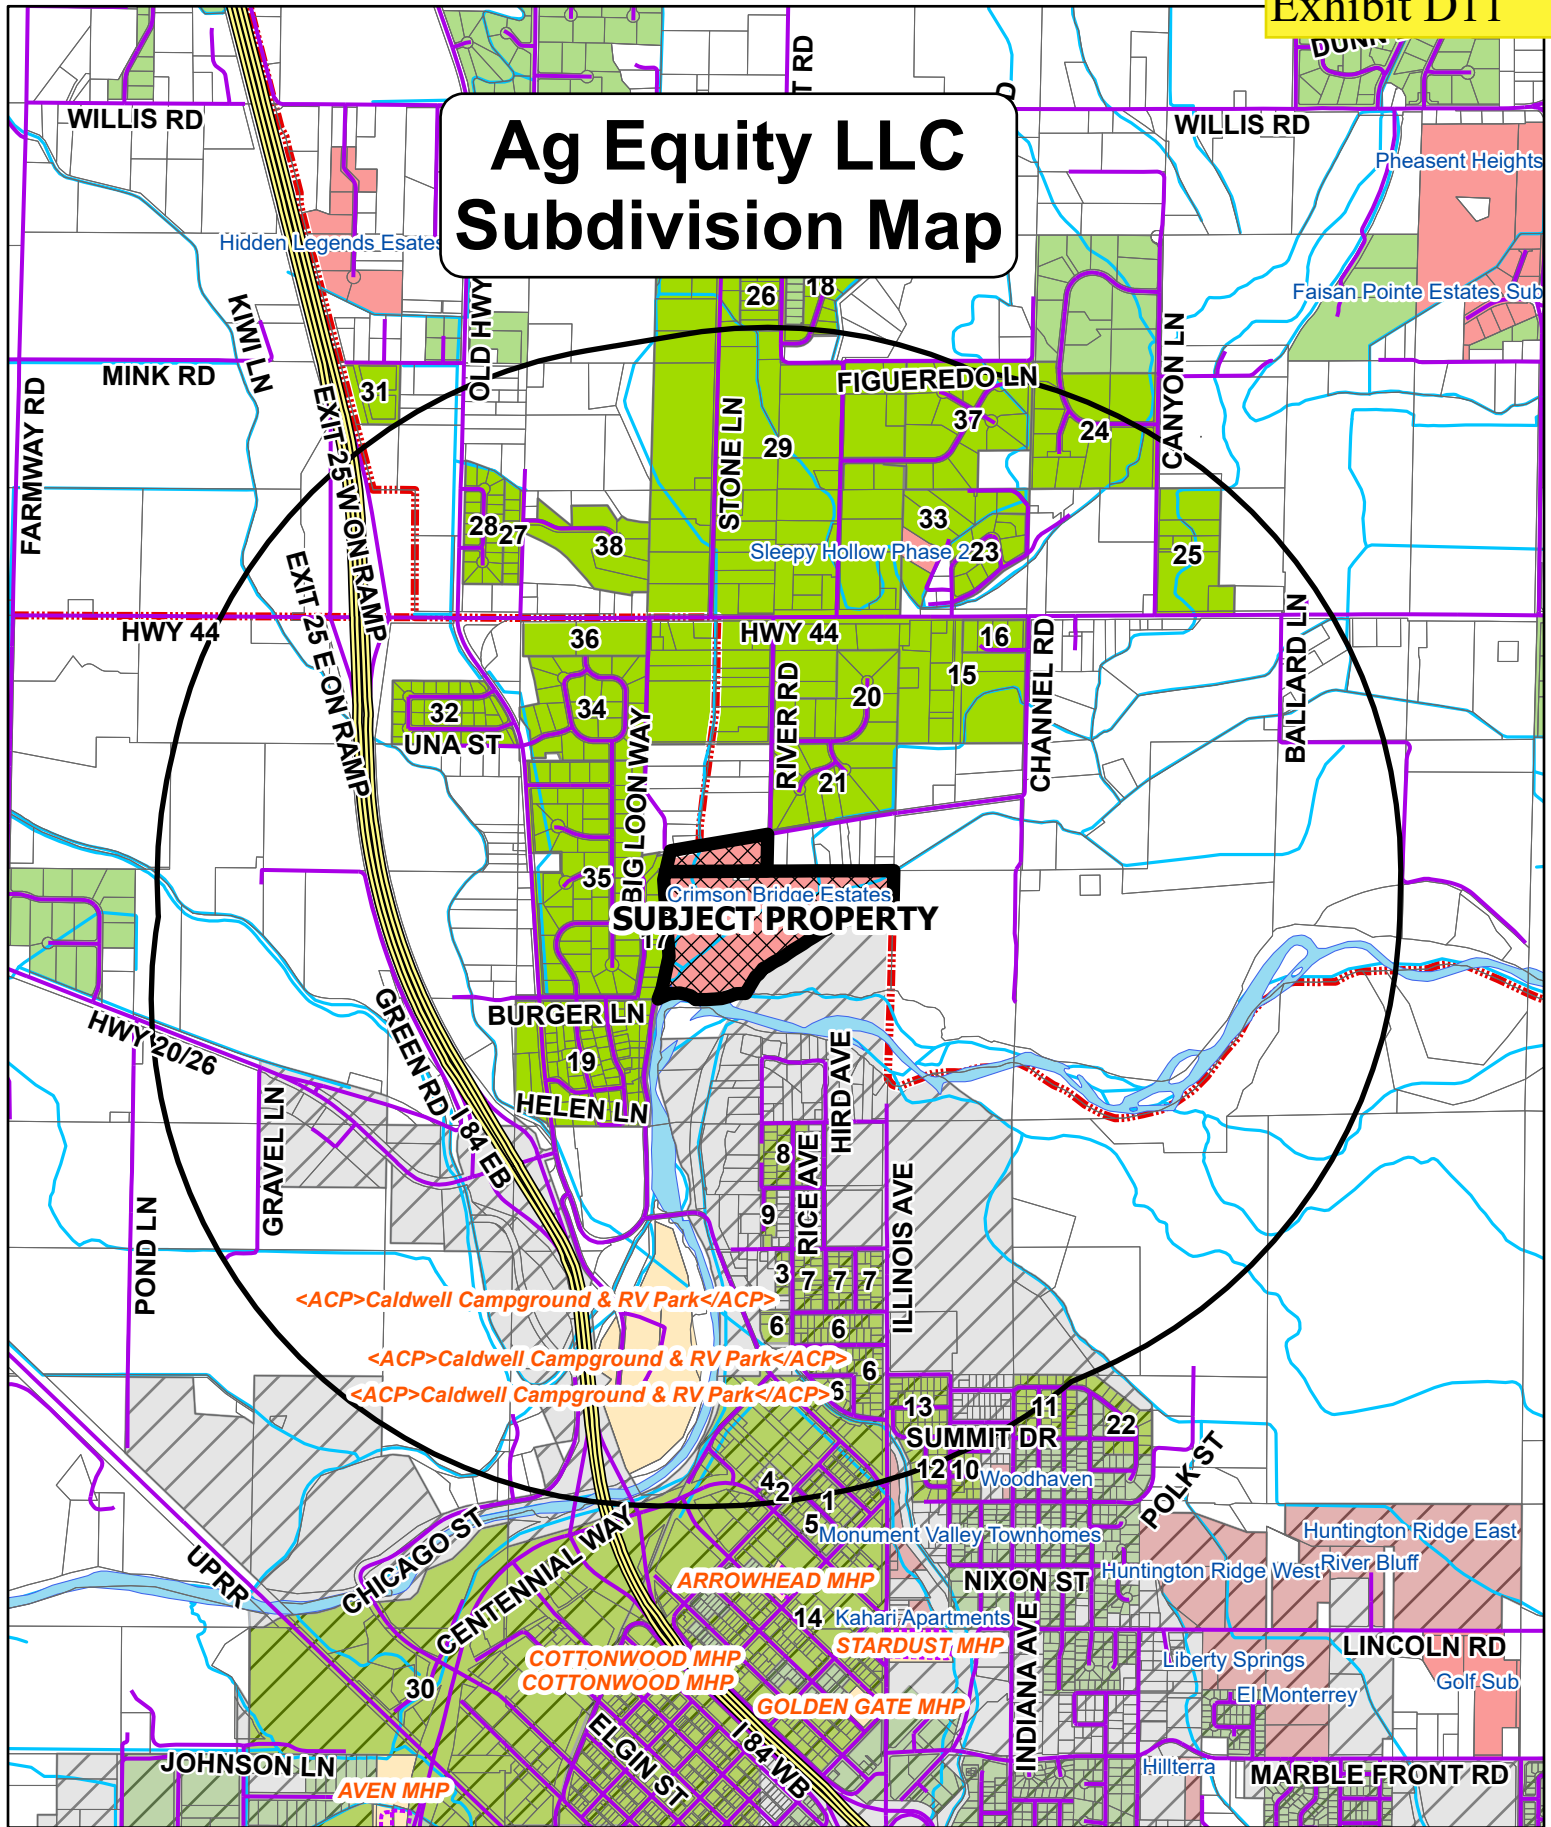 Exhibit D11
DUNN
T RD
D
WILLIS RD
WILLIS RD
Ag Equity LLC
Subdivision Map
Pheasent Heights
Hidden Legends Esates
Faisan Pointe Estates Sub
26
18
KIWI LN
OLD HWY
CANYON LN
MINK RD
31
FIGUEREDO LN
FARMWAY RD
STONE LN
29
37
24
EXIT 25 W ON RAMP
28
27
38
33
Sleepy Hollow Phase 2
23
25
EXIT 25 E ON RAMP
HWY 44
36
HWY 44
16
15
CHANNEL RD
BALLARD LN
32
34
20
RIVER RD
UNA ST
BIG LOON WAY
21
35
Crimson Bridge Estates
SUBJECT PROPERTY
17
BURGER LN
GREEN RD
HWY 20/26
19
HIRD AVE
HELEN LN
GRAVEL LN
I 84 EB
8
RICE AVE
ILLINOIS AVE
9
POND LN
3
7
7
7
<ACP>Caldwell Campground & RV Park</ACP>
6
6
<ACP>Caldwell Campground & RV Park</ACP>
6
<ACP>Caldwell Campground & RV Park</ACP>
6
13
11
22
SUMMIT DR
12
10
Woodhaven
POLK ST
4
2
1
5
Monument Valley Townhomes
Huntington Ridge East
CHICAGO ST
CENTENNIAL WAY
UPRR
River Bluff
Huntington Ridge West
ARROWHEAD MHP
NIXON ST
14
Kahari Apartments
STARDUST MHP
INDIANA AVE
LINCOLN RD
COTTONWOOD MHP
COTTONWOOD MHP
Liberty Springs
Golf Sub
30
El Monterrey
GOLDEN GATE MHP
ELGIN ST
I 84 WB
JOHNSON LN
Hillterra
MARBLE FRONT RD
AVEN MHP